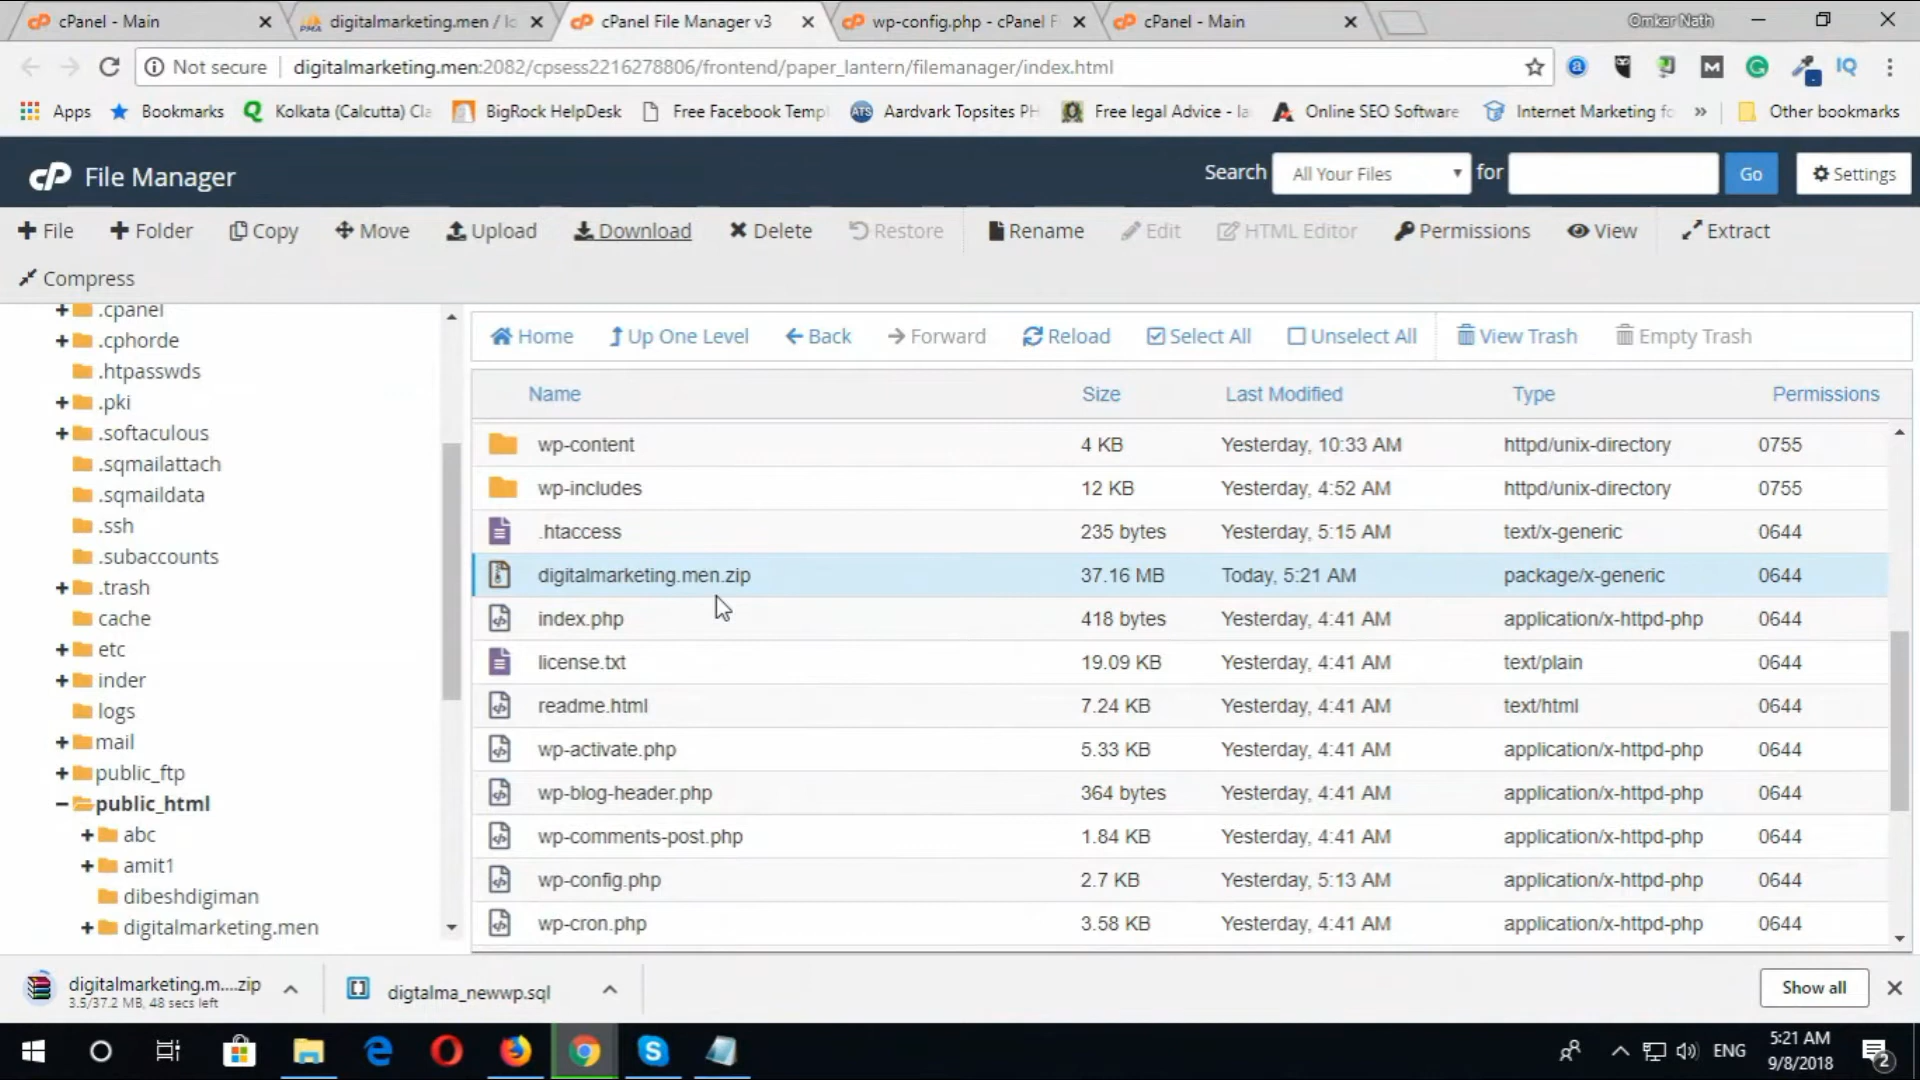 cPanel - Main
digitalmarketing.men / lo
cPanel File Manager v3
wp-config.php - cPanel F
cPanel - Main
Omkar Nath
Not secure
digitalmarketing.men:2082/cpsess2216278806/frontend/paper_lantern/filemanager/index.html
Apps
Bookmarks
Kolkata (Calcutta) Cla
BigRock HelpDesk
Free Facebook Templ
Aardvark Topsites PH
Free legal Advice - la
Online SEO Software
Internet Marketing fo
»
Other bookmarks
cP File Manager
Search All Your Files for Go Settings
File
Folder
Copy
Move
Upload
Download
Delete
Restore
Rename
Edit
HTML Editor
Permissions
View
Extract
Compress
.cpanel
.cphorde
.htpasswds
.pki
.softaculous
.sqmailattach
.sqmaildata
.ssh
.subaccounts
.trash
cache
etc
inder
logs
mail
public_ftp
public_html
abc
amit1
dibeshdigiman
digitalmarketing.men
Home
Up One Level
Back
Forward
Reload
Select All
Unselect All
View Trash
Empty Trash
Name Size Last Modified Type Permissions
wp-content 4 KB Yesterday, 10:33 AM httpd/unix-directory 0755
wp-includes 12 KB Yesterday, 4:52 AM httpd/unix-directory 0755
.htaccess 235 bytes Yesterday, 5:15 AM text/x-generic 0644
digitalmarketing.men.zip 37.16 MB Today, 5:21 AM package/x-generic 0644
index.php 418 bytes Yesterday, 4:41 AM application/x-httpd-php 0644
license.txt 19.09 KB Yesterday, 4:41 AM text/plain 0644
readme.html 7.24 KB Yesterday, 4:41 AM text/html 0644
wp-activate.php 5.33 KB Yesterday, 4:41 AM application/x-httpd-php 0644
wp-blog-header.php 364 bytes Yesterday, 4:41 AM application/x-httpd-php 0644
wp-comments-post.php 1.84 KB Yesterday, 4:41 AM application/x-httpd-php 0644
wp-config.php 2.7 KB Yesterday, 5:13 AM application/x-httpd-php 0644
wp-cron.php 3.58 KB Yesterday, 4:41 AM application/x-httpd-php 0644
digitalmarketing.m....zip
3.5/37.2 MB, 48 secs left
digtalma_newwp.sql
Show all
ENG
5:21 AM
9/8/2018
2